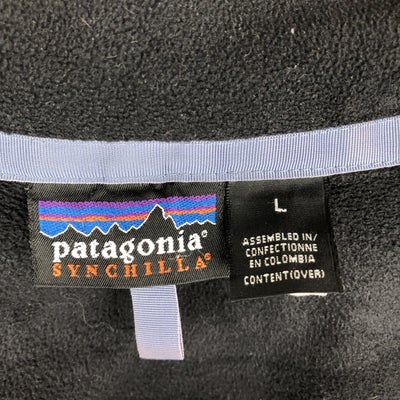 patagonia®
SYNCHILLA®
L
ASSEMBLED IN/
CONFECTIONNE
EN COLOMBIA
CONTENT(OVER)